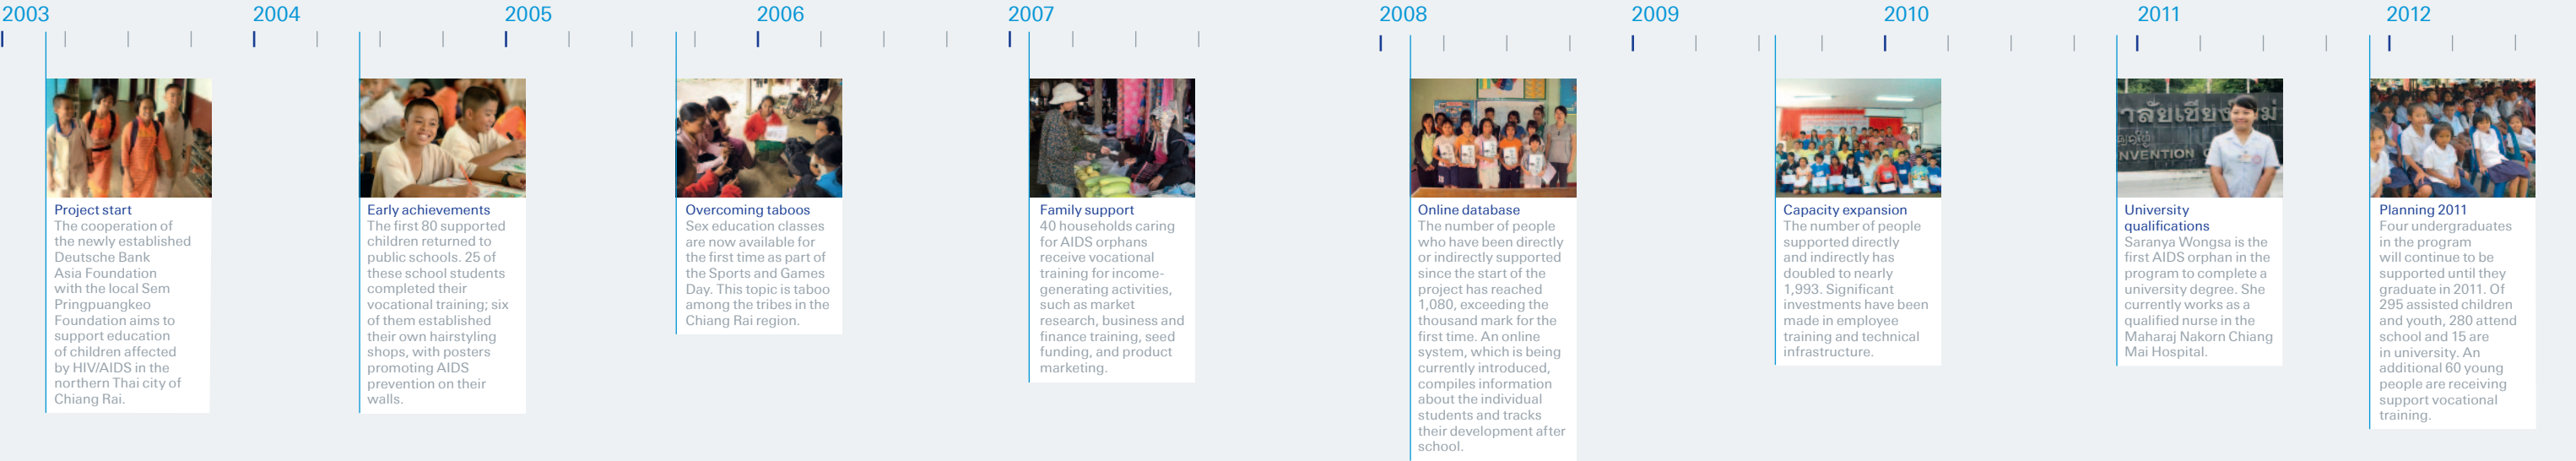 2003
2004
2005
2006
2007
2008
2009
2010
2011
2012
Project start
The cooperation of
the newly established
Deutsche Bank
Asia Foundation
with the local Sem
Pringpuangkeo
Foundation aims to
support education
of children affected
by HIV/AIDS in the
northern Thai city of
Chiang Rai.
Early achievements
The first 80 supported
children returned to
public schools. 25 of
these school students
completed their
vocational training; six
of them established
their own hairstyling
shops, with posters
promoting AIDS
prevention on their
walls.
Overcoming taboos
Sex education classes
are now available for
the first time as part of
the Sports and Games
Day. This topic is taboo
among the tribes in the
Chiang Rai region.
Family support
40 households caring
for AIDS orphans
receive vocational
training for income-
generating activities,
such as market
research, business and
finance training, seed
funding, and product
marketing.
Online database
The number of people
who have been directly
or indirectly supported
since the start of the
project has reached
1,080, exceeding the
thousand mark for the
first time. An online
system, which is being
currently introduced,
compiles information
about the individual
students and tracks
their development after
school.
Capacity expansion
The number of people
supported directly
and indirectly has
doubled to nearly
1,993. Significant
investments have been
made in employee
training and technical
infrastructure.
าลัยเชียง ม่
NVENTION C
University
qualifications
Saranya Wongsa is the
first AIDS orphan in the
program to complete a
university degree. She
currently works as a
qualified nurse in the
Maharaj Nakorn Chiang
Mai Hospital.
Planning 2011
Four undergraduates
in the program
will continue to be
supported until they
graduate in 2011. Of
295 assisted children
and youth, 280 attend
school and 15 are
in university. An
additional 60 young
people are receiving
support vocational
training.